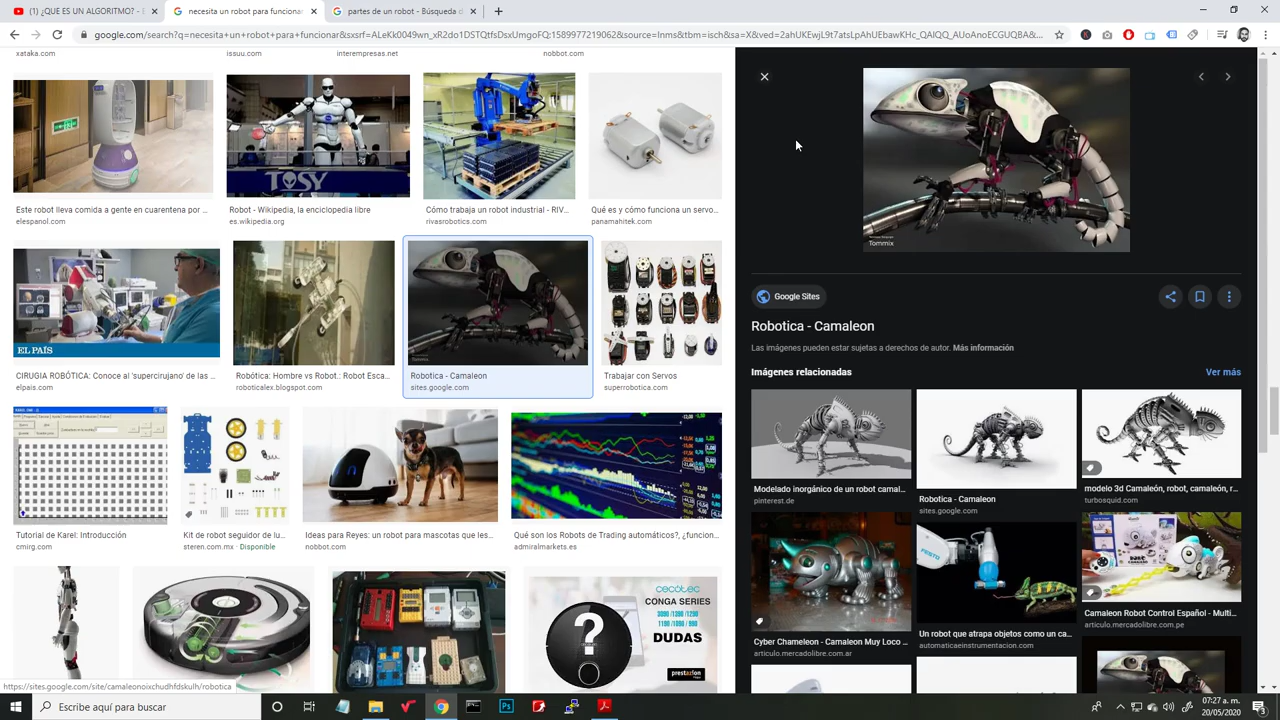 (1) ¿QUE ES UN ALGORITMO? - E
necesita un robot para funcionar
partes de un robot - Búsqueda d
google.com/search?q=necesita+un+robot+para+funcionar&sxsrf=ALeKk0049wn_xR2do1DSTQtfsDsxUmgoFQ:1589977219062&source=lnms&tbm=isch&sa=X&ved=2ahUKEwjL9t7atsLpAhUEbawKHc_QAIQQ_AUoAnoECGUQBA&...
xataka.com
issuu.com
interempresas.net
nobbot.com
TOSY
Este robot lleva comida a gente en cuarentena por ...
elespanol.com
Robot - Wikipedia, la enciclopedia libre
es.wikipedia.org
Cómo trabaja un robot industrial - RIV...
rivasrobotics.com
Qué es y cómo funciona un servo...
panamahitek.com
EL PAÍS
CIRUGIA ROBÓTICA: Conoce al 'supercirujano' de las ...
elpais.com
Robótica: Hombre vs Robot.: Robot Esca...
roboticalex.blogspot.com
Robotica - Camaleon
sites.google.com
Trabajar con Servos
superrobotica.com
Tutorial de Karel: Introducción
cmirg.com
Kit de robot seguidor de lu...
steren.com.mx · Disponible
Ideas para Reyes: un robot para mascotas que les...
nobbot.com
Qué son los Robots de Trading automáticos?, ¿funcion...
admiralmarkets.es
cecotec
CONGA SERIES
DUDAS
https://sites.google.com/site/camaleonoixchudhfdskulh/robotica
Tommix
Google Sites
Robotica - Camaleon
Las imágenes pueden estar sujetas a derechos de autor. Más información
Imágenes relacionadas
Ver más
Modelado inorgánico de un robot camal...
pinterest.de
Robotica - Camaleon
sites.google.com
modelo 3d Camaleón, robot, camaleón, r...
turbosquid.com
FESTO
Cyber Chameleon - Camaleon Muy Loco ...
articulo.mercadolibre.com.ar
Un robot que atrapa objetos como un ca...
automaticaeinstrumentacion.com
Camaleon Robot Control Español - Multi...
articulo.mercadolibre.com.pe
Escribe aquí para buscar
07:27 a. m.
20/05/2020